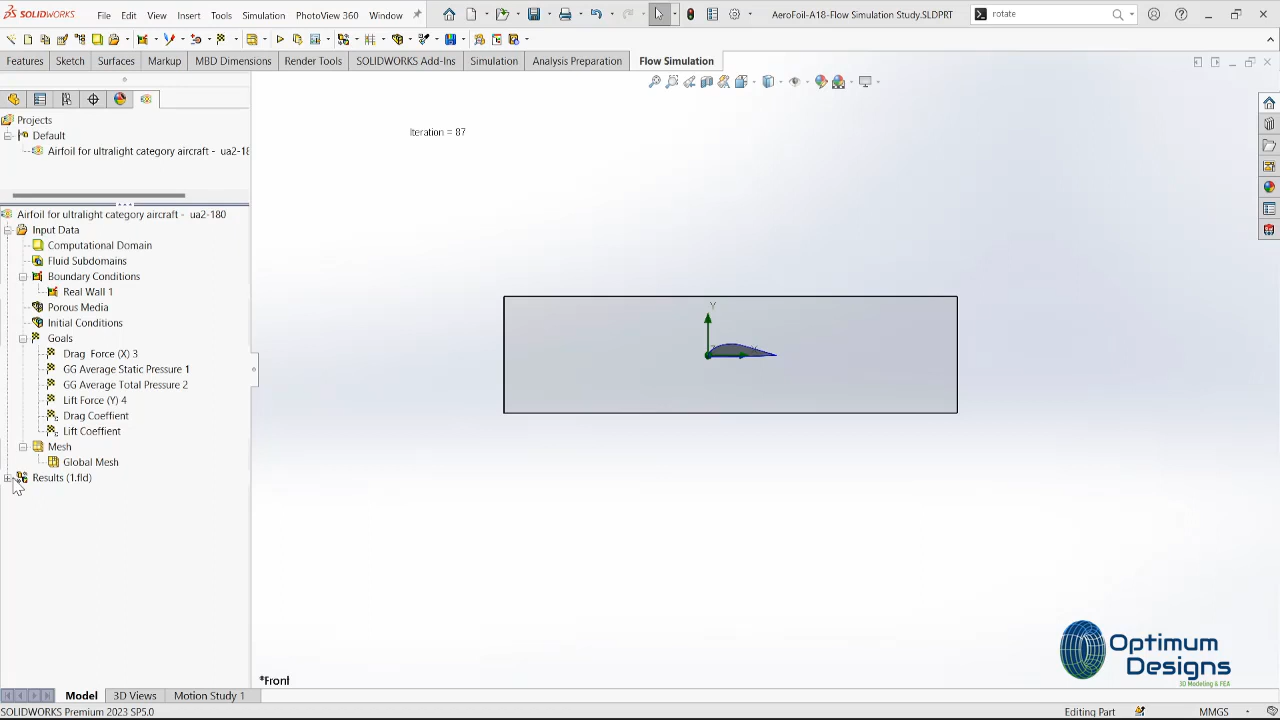 SOLIDWORKS File Edit View Insert Tools Simulation PhotoView 360 Window AeroFoil-A18-Flow Simulation Study.SLDPRT rotate
Features Sketch Surfaces Markup MBD Dimensions Render Tools SOLIDWORKS Add-Ins Simulation Analysis Preparation Flow Simulation
Projects
Default
Airfoil for ultralight category aircraft - ua2-18
Airfoil for ultralight category aircraft - ua2-180
Input Data
Computational Domain
Fluid Subdomains
Boundary Conditions
Real Wall 1
Porous Media
Initial Conditions
Goals
Drag Force (X) 3
GG Average Static Pressure 1
GG Average Total Pressure 2
Lift Force (Y) 4
Drag Coeffient
Lift Coeffient
Mesh
Global Mesh
Results (1.fld)
Iteration = 87
Y
*Front
Optimum
Designs
3D Modeling & FEA
Model 3D Views Motion Study 1
SOLIDWORKS Premium 2023 SP5.0 Editing Part MMGS